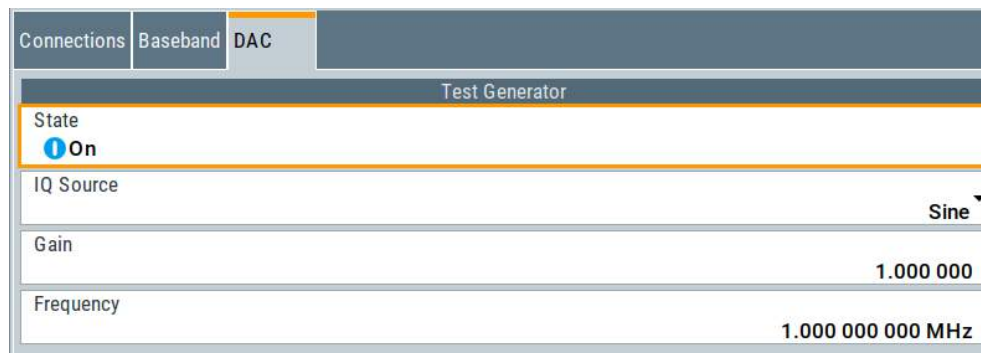 Connections Baseband DAC
Test Generator
State
On
IQ Source
Sine
Gain
1.000 000
Frequency
1.000 000 000 MHz